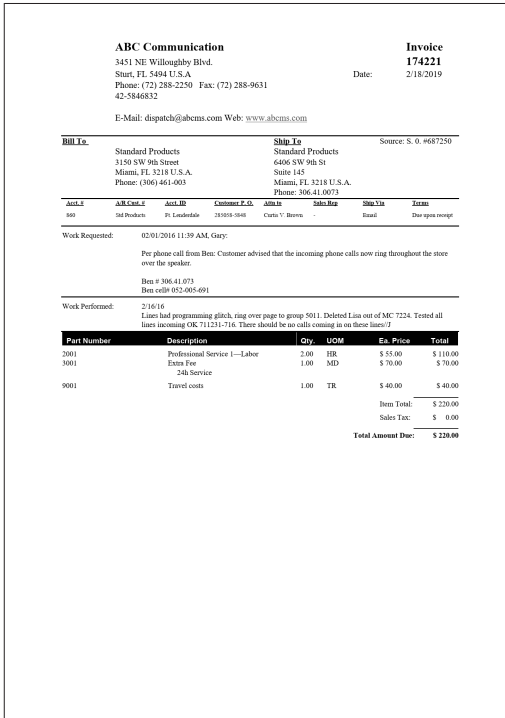 ABC Communication Invoice
3451 NE Willoughby Blvd. 174221
Sturt, FL 5494 U.S.A Date: 2/18/2019
Phone: (72) 288-2250 Fax: (72) 288-9631
42-5846832
E-Mail: dispatch@abcms.com Web: www.abcms.com
Bill To Ship To Source: S. 0. #687250
Standard Products Standard Products
3150 SW 9th Street 6406 SW 9th St
Miami, FL 3218 U.S.A. Suite 145
Phone: (306) 461-003 Miami, FL 3218 U.S.A.
Phone: 306.41.0073
Acct. # A/R Cust. # Acct. ID Customer P. O. Attn to Sales Rep Ship Via Terms
860 Std Products Ft. Lenderdale 285058-3848 Curtis V. Brown - Email Due upon receipt
Work Requested: 02/01/2016 11:39 AM, Gary:
Per phone call from Ben: Customer advised that the incoming phone calls now ring throughout the store
over the speaker.
Ben # 306.41.073
Ben cell# 052-005-691
Work Performed: 2/16/16
Lines had programming glitch, ring over page to group 5011. Deleted Lisa out of MC 7224. Tested all
lines incoming OK 711231-716. There should be no calls coming in on these lines//J
Part Number Description Qty. UOM Ea. Price Total
2001 Professional Service 1—Labor 2.00 HR $ 55.00 $ 110.00
3001 Extra Fee 1.00 MD $ 70.00 $ 70.00
24h Service
9001 Travel costs 1.00 TR $ 40.00 $ 40.00
Item Total: $ 220.00
Sales Tax: $ 0.00
Total Amount Due: $ 220.00